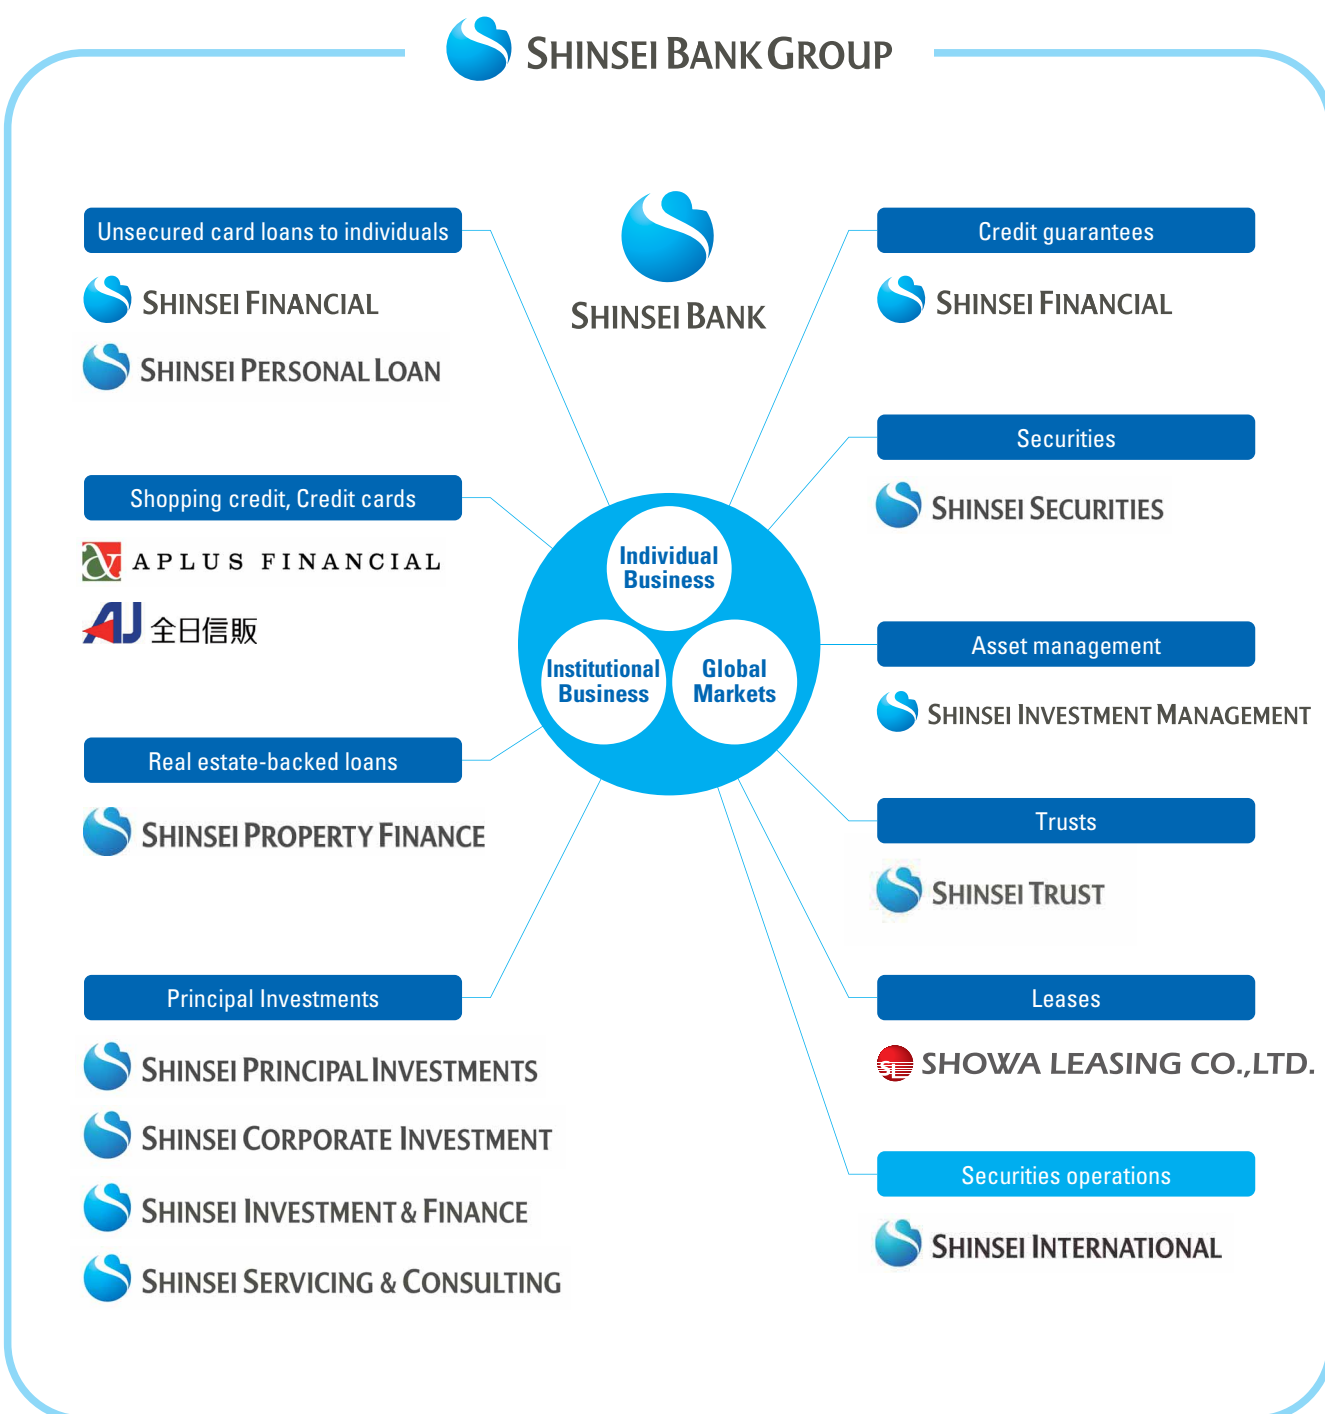 SHINSEI BANK GROUP
SHINSEI BANK
Unsecured card loans to individuals
SHINSEI FINANCIAL
SHINSEI PERSONAL LOAN
Shopping credit, Credit cards
APLUS FINANCIAL
AJ 全日信販
Real estate-backed loans
SHINSEI PROPERTY FINANCE
Principal Investments
SHINSEI PRINCIPAL INVESTMENTS
SHINSEI CORPORATE INVESTMENT
SHINSEI INVESTMENT & FINANCE
SHINSEI SERVICING & CONSULTING
Individual
Business
Institutional
Business
Global
Markets
Credit guarantees
SHINSEI FINANCIAL
Securities
SHINSEI SECURITIES
Asset management
SHINSEI INVESTMENT MANAGEMENT
Trusts
SHINSEI TRUST
Leases
SL SHOWA LEASING CO.,LTD.
Securities operations
SHINSEI INTERNATIONAL